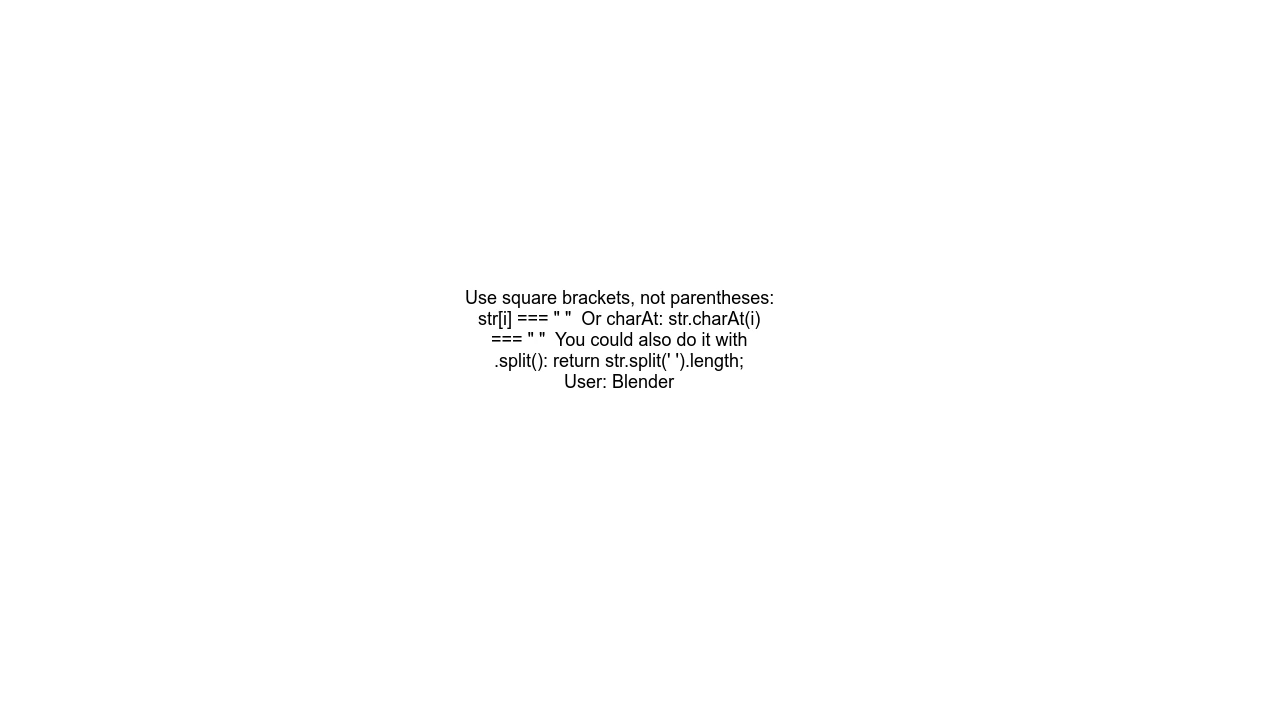 Use square brackets, not parentheses:
str[i] === " "  Or charAt: str.charAt(i)
=== " "  You could also do it with
.split(): return str.split(' ').length;
User: Blender